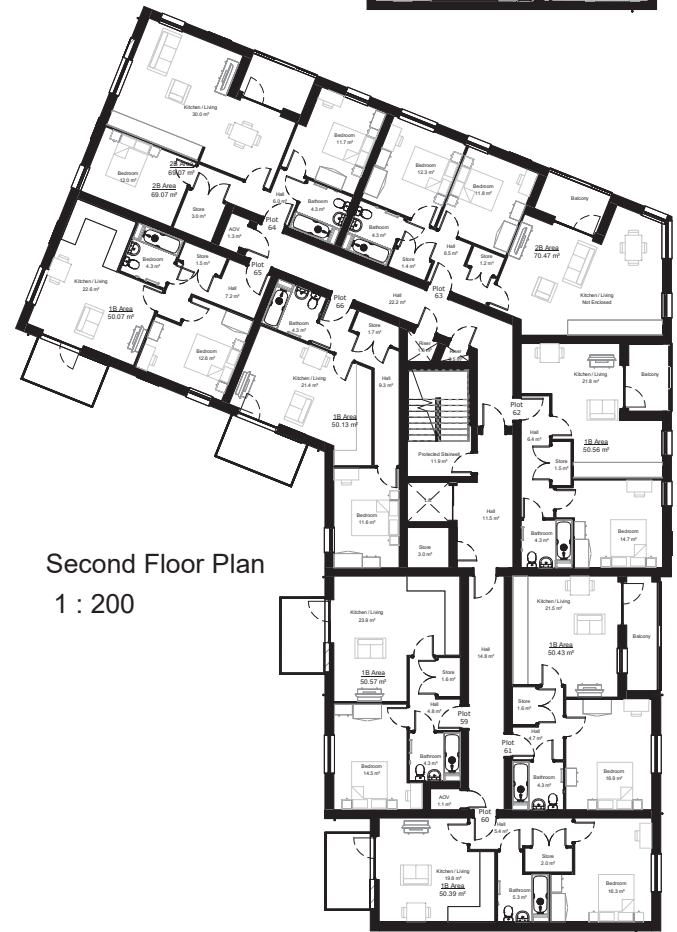 Kitchen / Living
30.0 m²
Bedroom
11.7 m²
Bedroom
12.3 m²
Bedroom
11.8 m²
Balcony
2B Area
69.07 m²
Bedroom
12.0 m²
2B Area
69.07 m²
Store
3.0 m²
Hall
6.0 m²
Bathroom
4.3 m²
Plot
64
AOV
1.3 m²
Bathroom
4.3 m²
Store
1.4 m²
Hall
6.5 m²
Store
1.2 m²
2B Area
70.47 m²
Kitchen / Living
Not Enclosed
Plot
63
Bedroom
4.3 m²
Store
1.5 m²
Plot
65
Hall
7.2 m²
Kitchen / Living
22.6 m²
1B Area
50.07 m²
Bedroom
12.6 m²
Plot
66
Hall
22.2 m²
Bathroom
4.3 m²
Store
1.7 m²
Riser
Riser
Kitchen / Living
21.4 m²
Hall
9.3 m²
1B Area
50.13 m²
Kitchen / Living
21.8 m²
Balcony
Plot
62
Hall
6.4 m²
1B Area
50.56 m²
Store
1.5 m²
Protected Stairwell
11.9 m²
Lift
Hall
11.5 m²
Bedroom
11.6 m²
Store
3.0 m²
Bathroom
4.3 m²
Bedroom
14.7 m²
Second Floor Plan
1 : 200
Kitchen / Living
23.9 m²
1B Area
50.57 m²
Store
1.6 m²
Hall
4.8 m²
Plot
59
Hall
14.8 m²
Kitchen / Living
21.5 m²
Balcony
1B Area
50.43 m²
Store
1.6 m²
Hall
4.7 m²
Plot
61
Bedroom
14.5 m²
Bathroom
4.3 m²
Bathroom
4.3 m²
Bedroom
16.9 m²
AOV
1.1 m²
Plot
60
Hall
5.4 m²
Store
2.0 m²
Kitchen / Living
19.8 m²
1B Area
50.39 m²
Bathroom
5.3 m²
Bedroom
16.3 m²